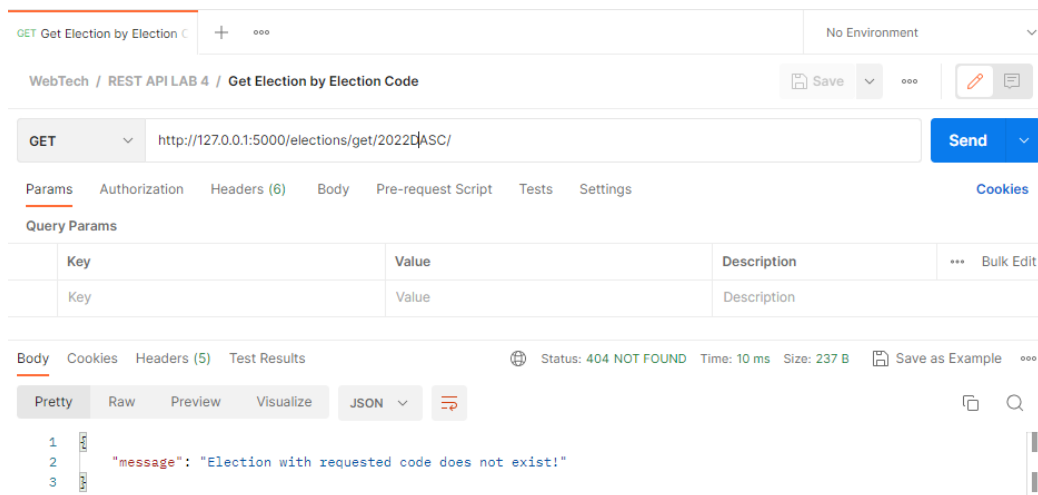 GET Get Election by Election C
No Environment
WebTech / REST API LAB 4 / Get Election by Election Code
Save
GET http://127.0.0.1:5000/elections/get/2022DASC/ Send
Params Authorization Headers (6) Body Pre-request Script Tests Settings Cookies
Query Params
Key Value Description Bulk Edit
Key Value Description
Body Cookies Headers (5) Test Results Status: 404 NOT FOUND Time: 10 ms Size: 237 B Save as Example
Pretty Raw Preview Visualize JSON
1 {
2 "message": "Election with requested code does not exist!"
3 }